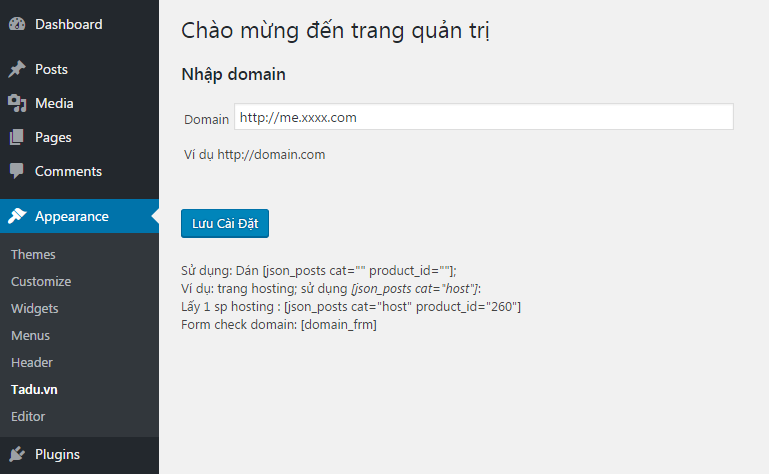 Dashboard
Posts
Media
Pages
Comments
Appearance
Themes
Customize
Widgets
Menus
Header
Tadu.vn
Editor
Plugins
Chào mừng đến trang quản trị
Nhập domain
Domain http://me.xxxx.com
Ví dụ http://domain.com
Lưu Cài Đặt
Sử dụng: Dán [json_posts cat="" product_id=""];
Ví dụ: trang hosting; sử dụng [json_posts cat="host"]:
Lấy 1 sp hosting : [json_posts cat="host" product_id="260"]
Form check domain: [domain_frm]